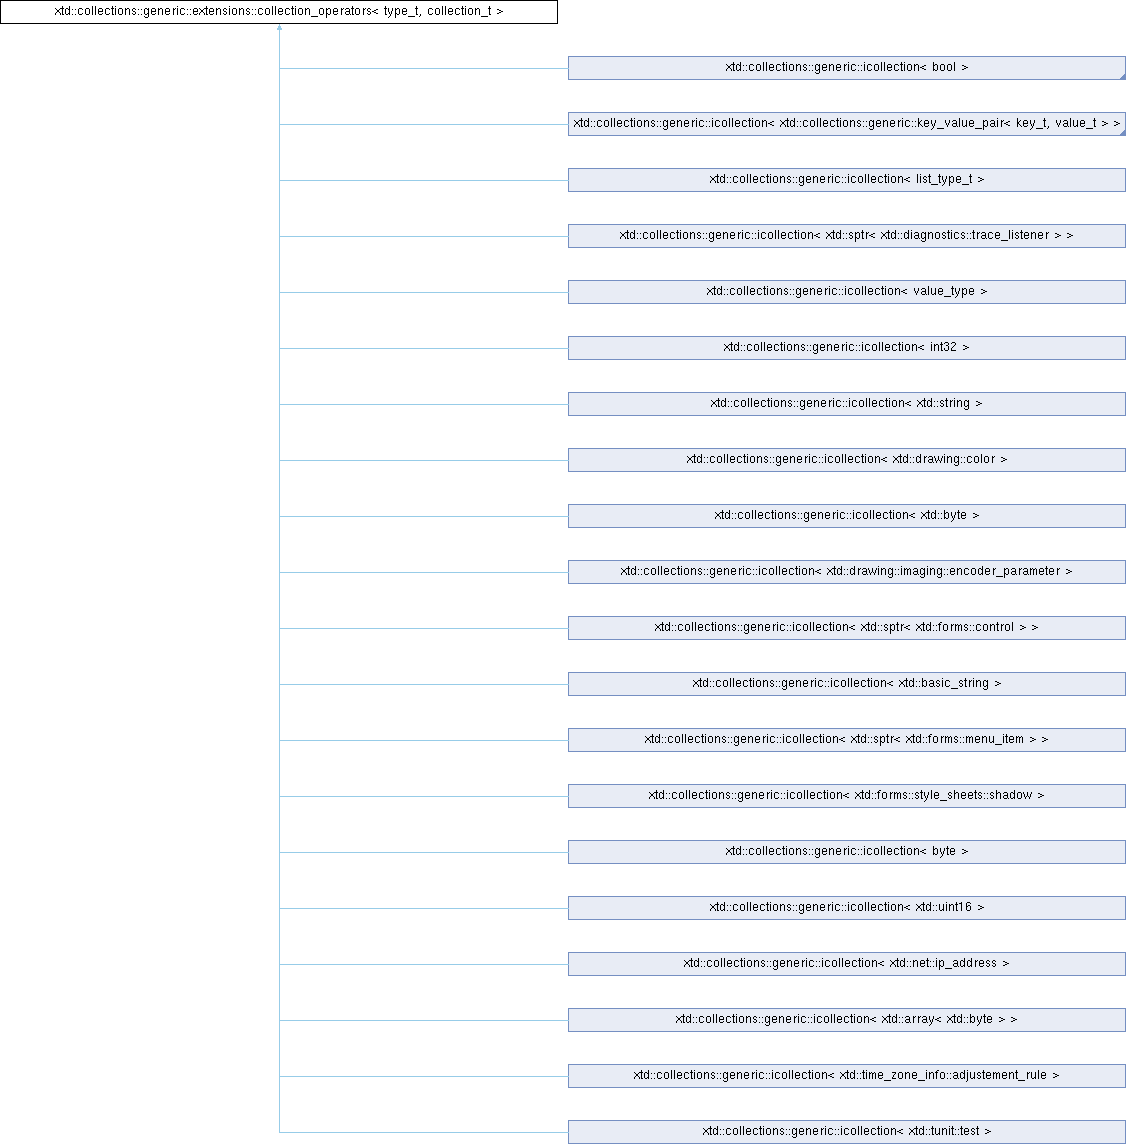 xtd::collections::generic::extensions::collection_operators< type_t, collection_t >
xtd::collections::generic::icollection< bool >
xtd::collections::generic::icollection< xtd::collections::generic::key_value_pair< key_t, value_t > >
xtd::collections::generic::icollection< list_type_t >
xtd::collections::generic::icollection< xtd::sptr< xtd::diagnostics::trace_listener > >
xtd::collections::generic::icollection< value_type >
xtd::collections::generic::icollection< int32 >
xtd::collections::generic::icollection< xtd::string >
xtd::collections::generic::icollection< xtd::drawing::color >
xtd::collections::generic::icollection< xtd::byte >
xtd::collections::generic::icollection< xtd::drawing::imaging::encoder_parameter >
xtd::collections::generic::icollection< xtd::sptr< xtd::forms::control > >
xtd::collections::generic::icollection< xtd::basic_string >
xtd::collections::generic::icollection< xtd::sptr< xtd::forms::menu_item > >
xtd::collections::generic::icollection< xtd::forms::style_sheets::shadow >
xtd::collections::generic::icollection< byte >
xtd::collections::generic::icollection< xtd::uint16 >
xtd::collections::generic::icollection< xtd::net::ip_address >
xtd::collections::generic::icollection< xtd::array< xtd::byte > >
xtd::collections::generic::icollection< xtd::time_zone_info::adjustement_rule >
xtd::collections::generic::icollection< xtd::tunit::test >